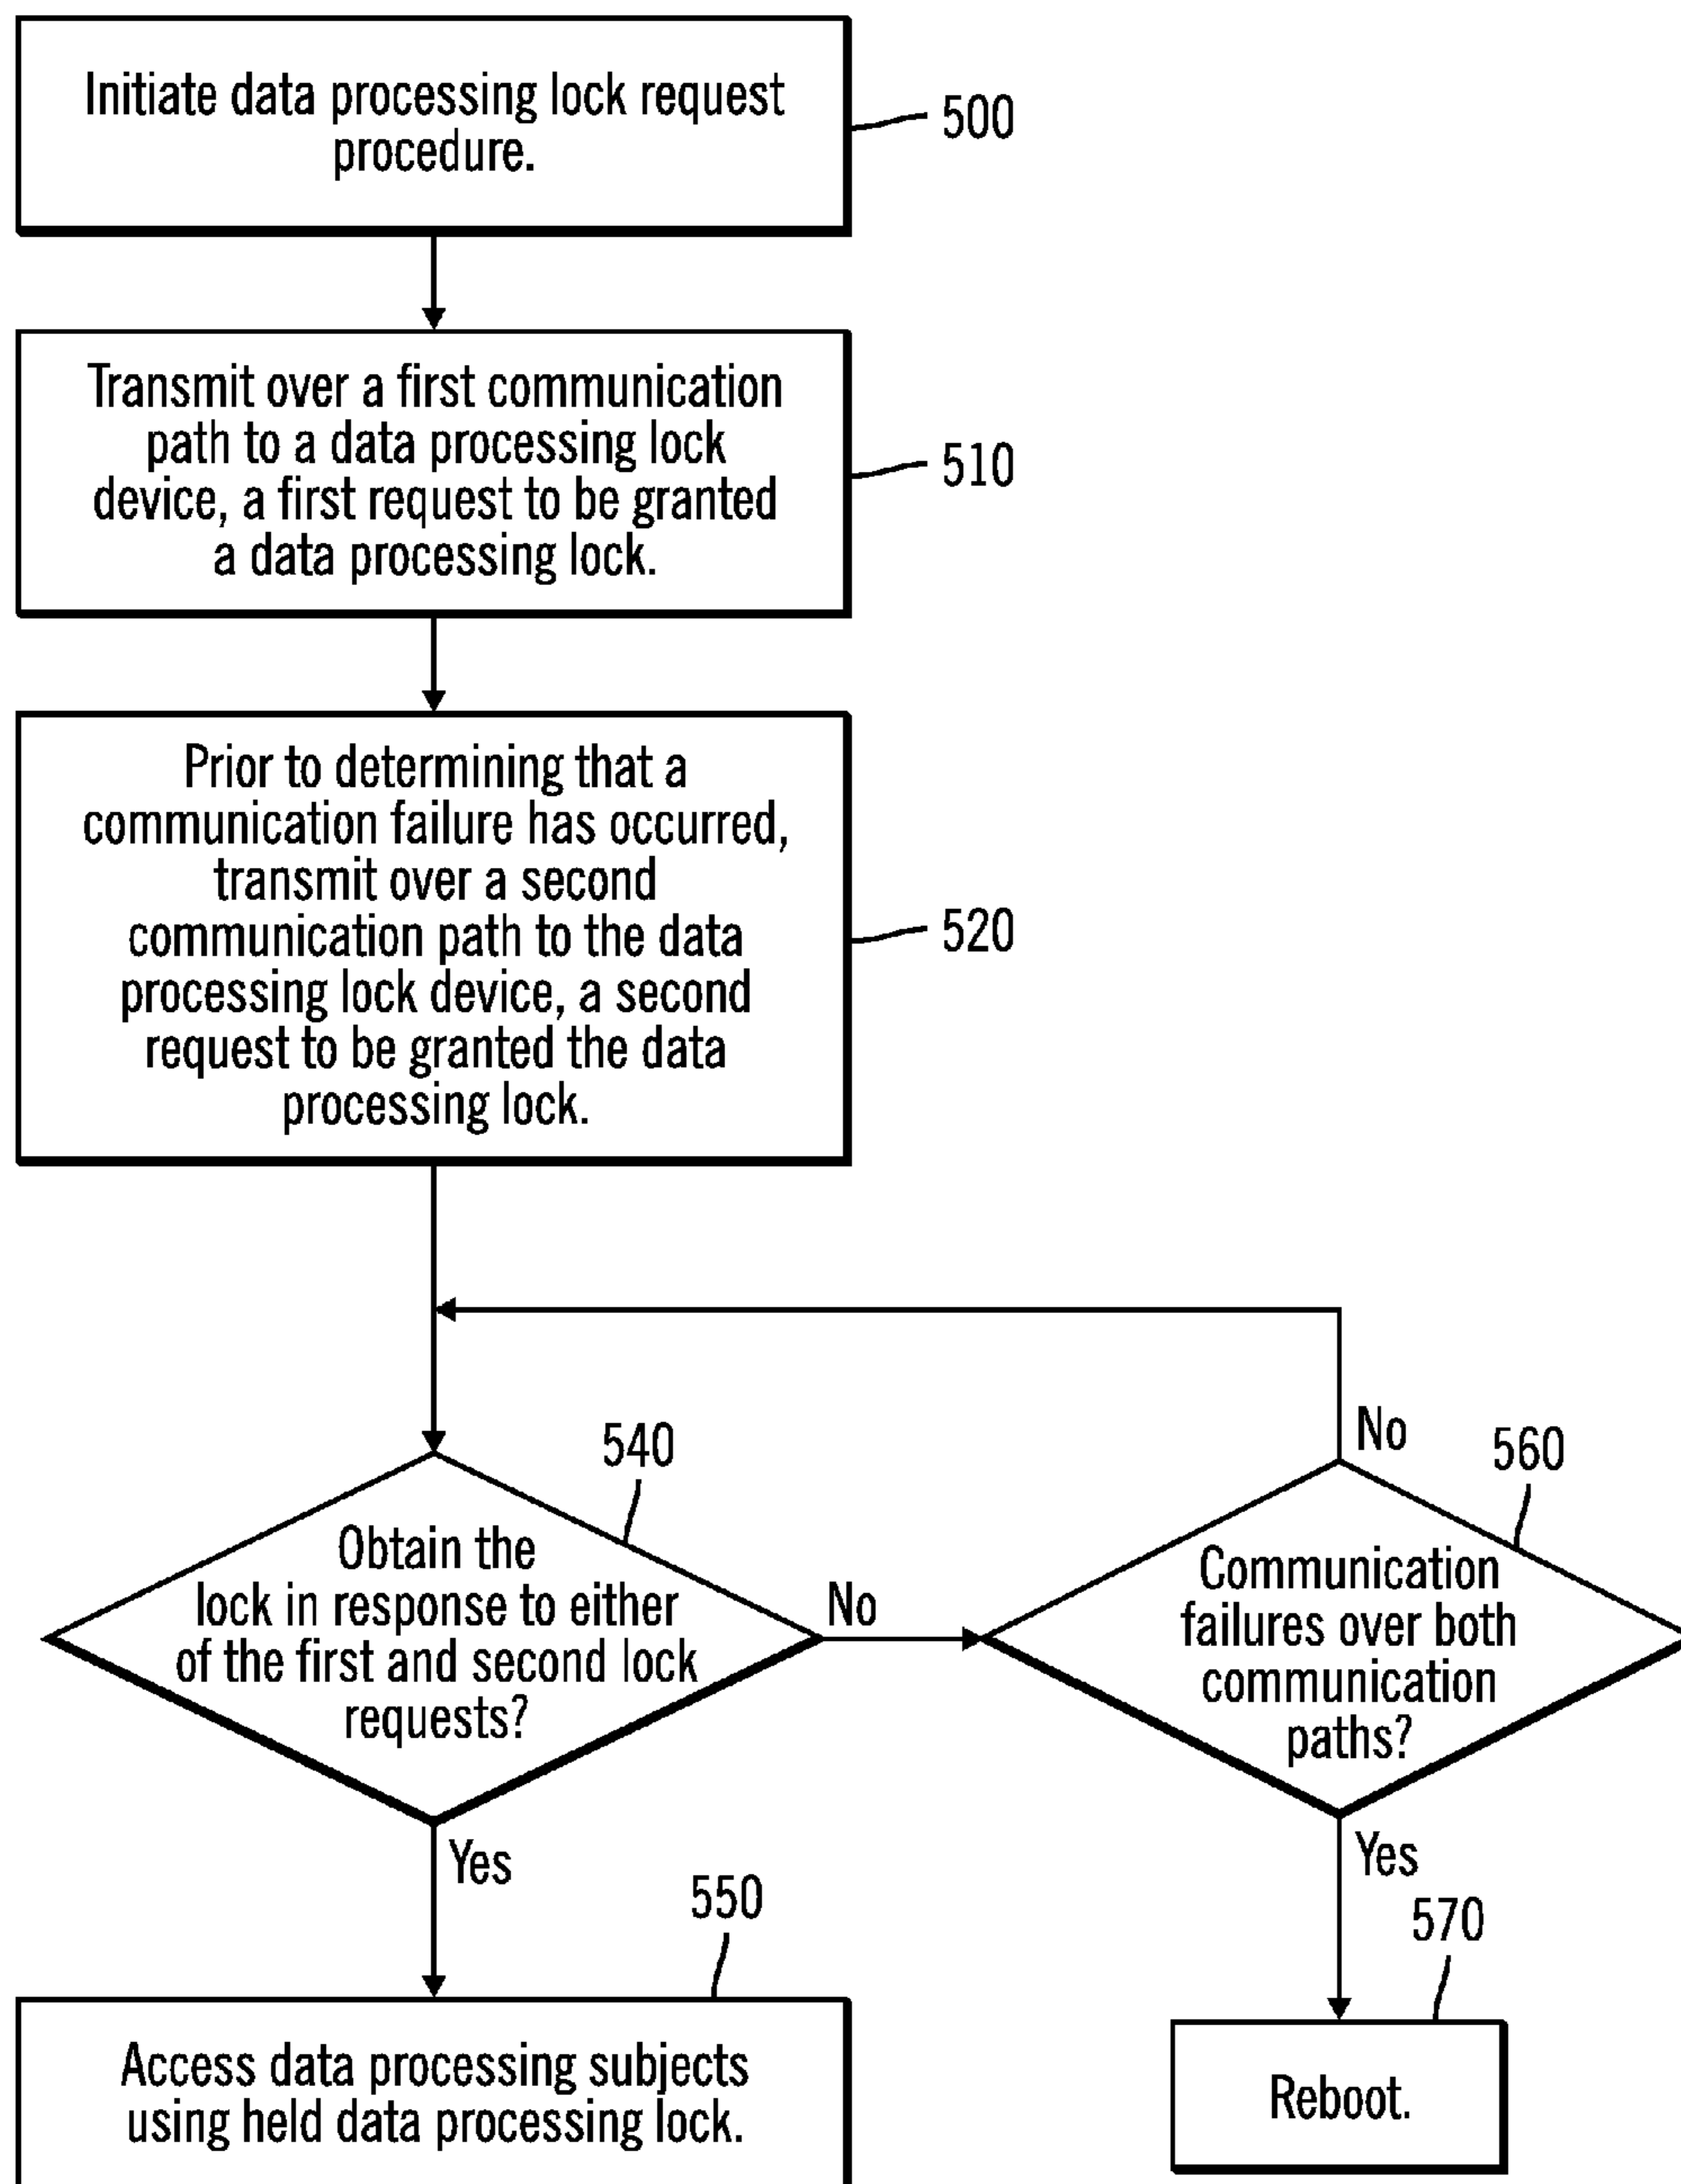 Initiate data processing lock request
procedure.
500
Transmit over a first communication
path to a data processing lock
device, a first request to be granted
a data processing lock.
510
Prior to determining that a
communication failure has occurred,
transmit over a second
communication path to the data
processing lock device, a second
request to be granted the data
processing lock.
520
540
Obtain the
lock in response to either
of the first and second lock
requests?
No
Yes
No
560
Communication
failures over both
communication
paths?
Yes
550
Access data processing subjects
using held data processing lock.
570
Reboot.